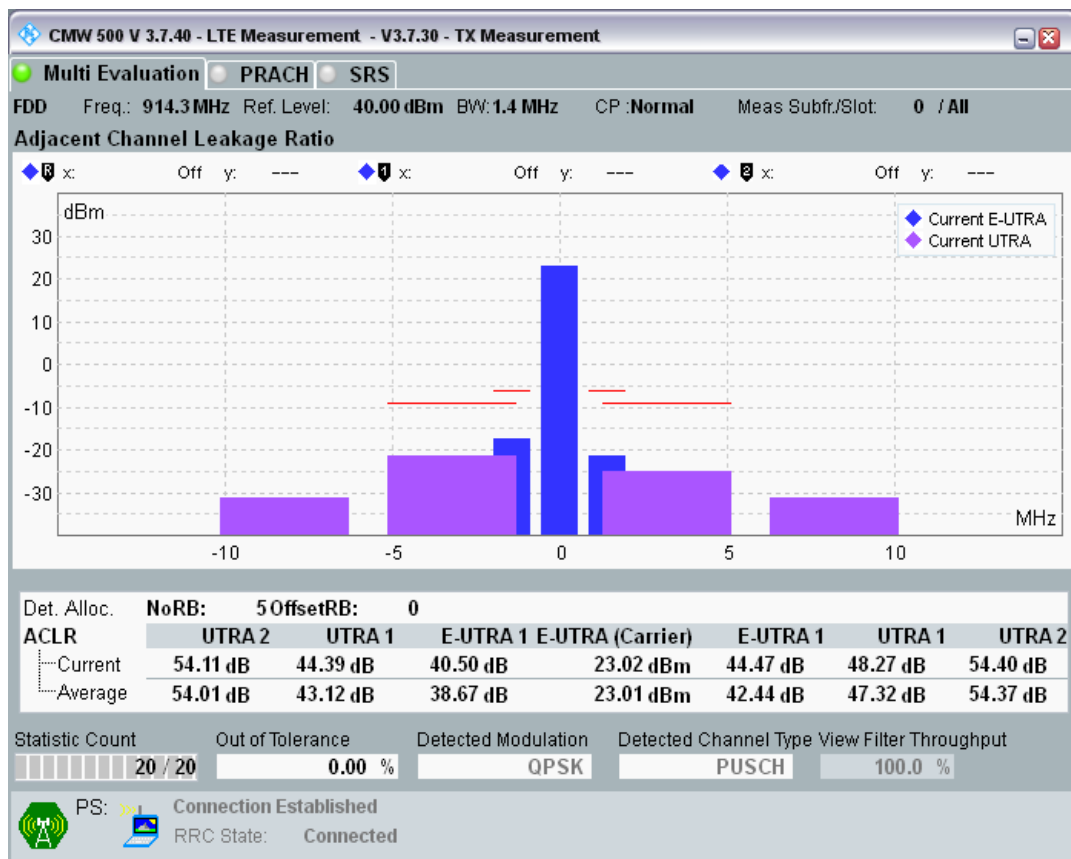 CMW 500 V 3.7.40 - LTE Measurement - V3.7.30 - TX Measurement
Multi Evaluation PRACH SRS
FDD Freq.: 914.3 MHz Ref. Level: 40.00 dBm BW: 1.4 MHz CP :Normal Meas Subfr./Slot: 0 / All
Adjacent Channel Leakage Ratio
R x: Off y: --- 1 x: Off y: --- 2 x: Off y: ---
dBm
Current E-UTRA
Current UTRA
30
20
10
0
-10
-20
-30
MHz
-10 -5 0 5 10
Det. Alloc. NoRB: 5 OffsetRB: 0
ACLR UTRA 2 UTRA 1 E-UTRA 1 E-UTRA (Carrier) E-UTRA 1 UTRA 1 UTRA 2
Current 54.11 dB 44.39 dB 40.50 dB 23.02 dBm 44.47 dB 48.27 dB 54.40 dB
Average 54.01 dB 43.12 dB 38.67 dB 23.01 dBm 42.44 dB 47.32 dB 54.37 dB
Statistic Count Out of Tolerance Detected Modulation Detected Channel Type View Filter Throughput
20 / 20 0.00 % QPSK PUSCH 100.0 %
PS: Connection Established
RRC State: Connected